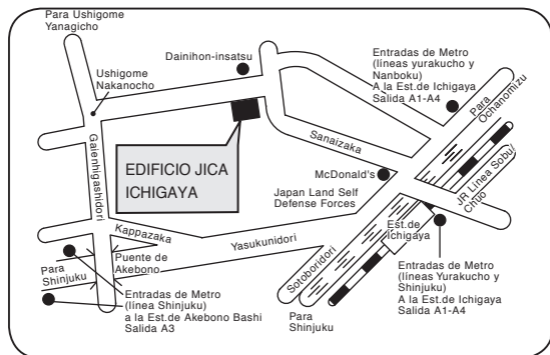 Para Ushigome
Yanagicho
Dainihon-insatsu
Ushigome
Nakanocho
Entradas de Metro
(líneas yurakucho y
Nanboku)
A la Est.de Ichigaya
Salida A1-A4
Para
Ochanomizu
Gaienhigashidori
Sanaizaka
EDIFICIO JICA
ICHIGAYA
McDonald's
Japan Land Self
Defense Forces
JR Línea Sobu/
Chuo
Est.de
Ichigaya
Kappazaka
Yasukunidori
Puente de
Akebono
Para
Shinjuku
Sotoboridori
Entradas de Metro
(línea Shinjuku)
a la Est.de Akebono Bashi
Salida A3
Para
Shinjuku
Entradas de Metro
(líneas Yurakucho y
Shinjuku)
A la Est.de Ichigaya
Salida A1-A4